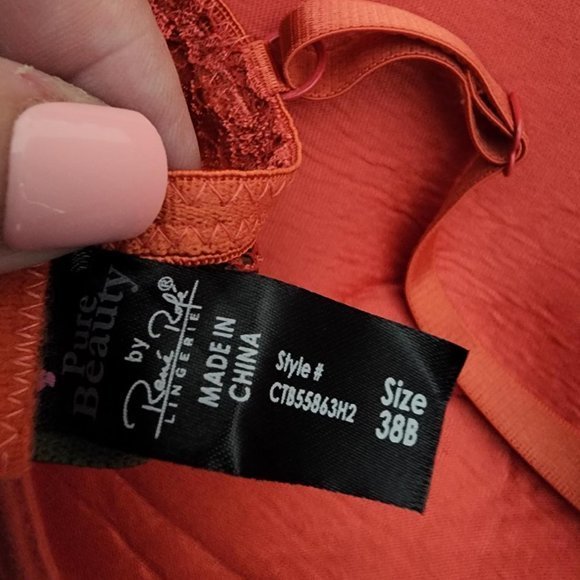 Pure
Beauty
by
René Rofé®
LINGERIE
MADE IN
CHINA
Style #
CTB55863H2
Size
38B